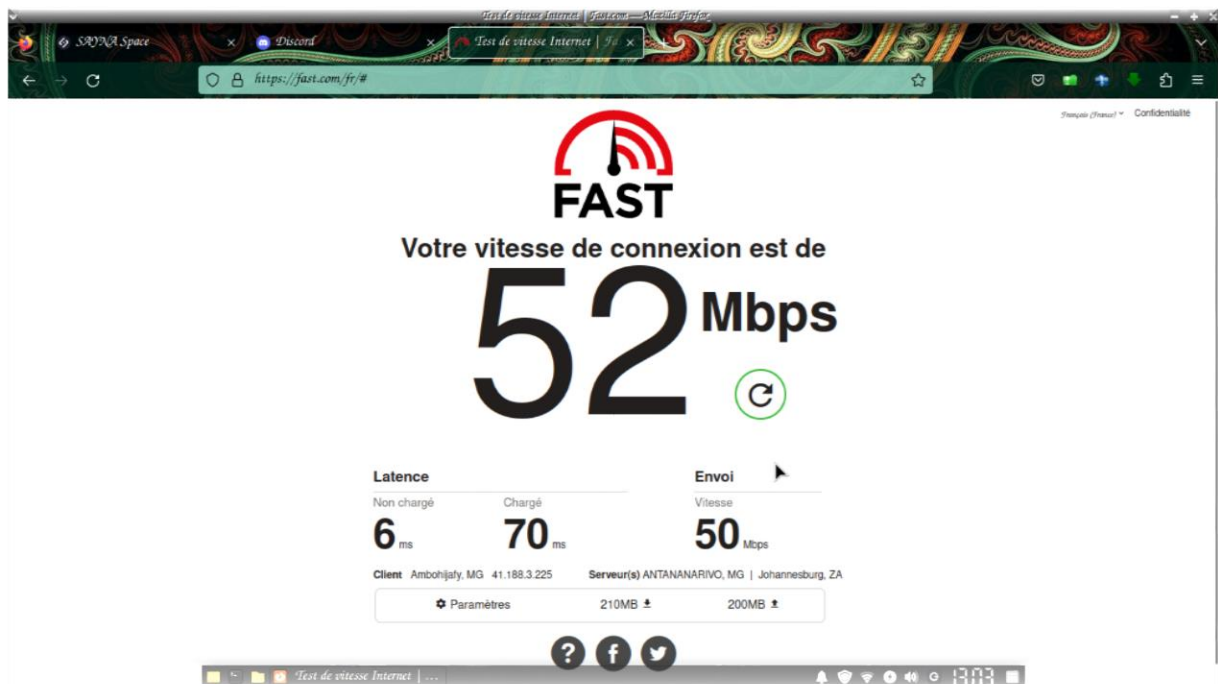 Test de vitesse Internet | Fast.com — Mozilla Firefox
SAYNA Space
Discord
Test de vitesse Internet | Fa
https://fast.com/fr/#
Français (France)
Confidentialité
FAST
Votre vitesse de connexion est de
52 Mbps
Latence
Envoi
Non chargé
Chargé
Vitesse
6 ms
70 ms
50 Mbps
Client Ambohijafy, MG 41.188.3.225
Serveur(s) ANTANANARIVO, MG | Johannesburg, ZA
Paramètres
210MB
200MB
?
f
Test de vitesse Internet | ...
G
13:03